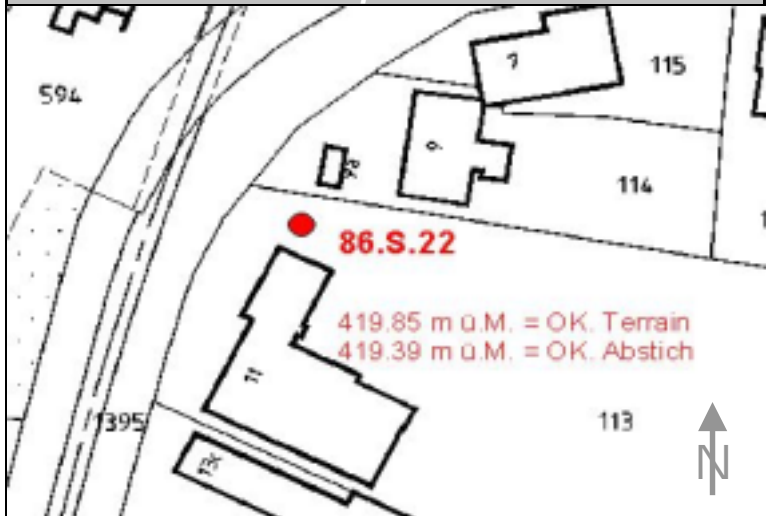 594
7
115
9
9a
114
86.S.22
419.85 m ü.M. = OK. Terrain
419.39 m ü.M. = OK. Abstich
11
1395
113
N